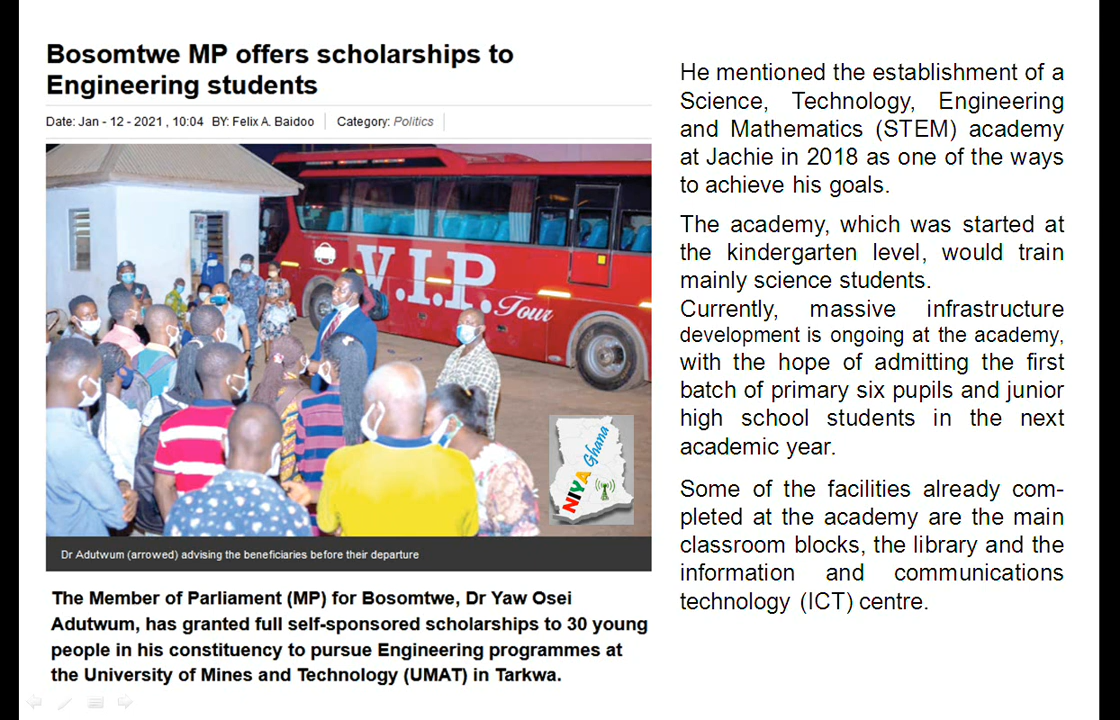 Bosomtwe MP offers scholarships to
Engineering students
Date: Jan - 12 - 2021 , 10:04 BY: Felix A. Baidoo Category: Politics
V.I.P. Tour
NIYA Ghana
Dr Adutwum (arrowed) advising the beneficiaries before their departure
The Member of Parliament (MP) for Bosomtwe, Dr Yaw Osei
Adutwum, has granted full self-sponsored scholarships to 30 young
people in his constituency to pursue Engineering programmes at
the University of Mines and Technology (UMAT) in Tarkwa.
He mentioned the establishment of a
Science, Technology, Engineering
and Mathematics (STEM) academy
at Jachie in 2018 as one of the ways
to achieve his goals.
The academy, which was started at
the kindergarten level, would train
mainly science students.
Currently, massive infrastructure
development is ongoing at the academy,
with the hope of admitting the first
batch of primary six pupils and junior
high school students in the next
academic year.
Some of the facilities already com-
pleted at the academy are the main
classroom blocks, the library and the
information and communications
technology (ICT) centre.